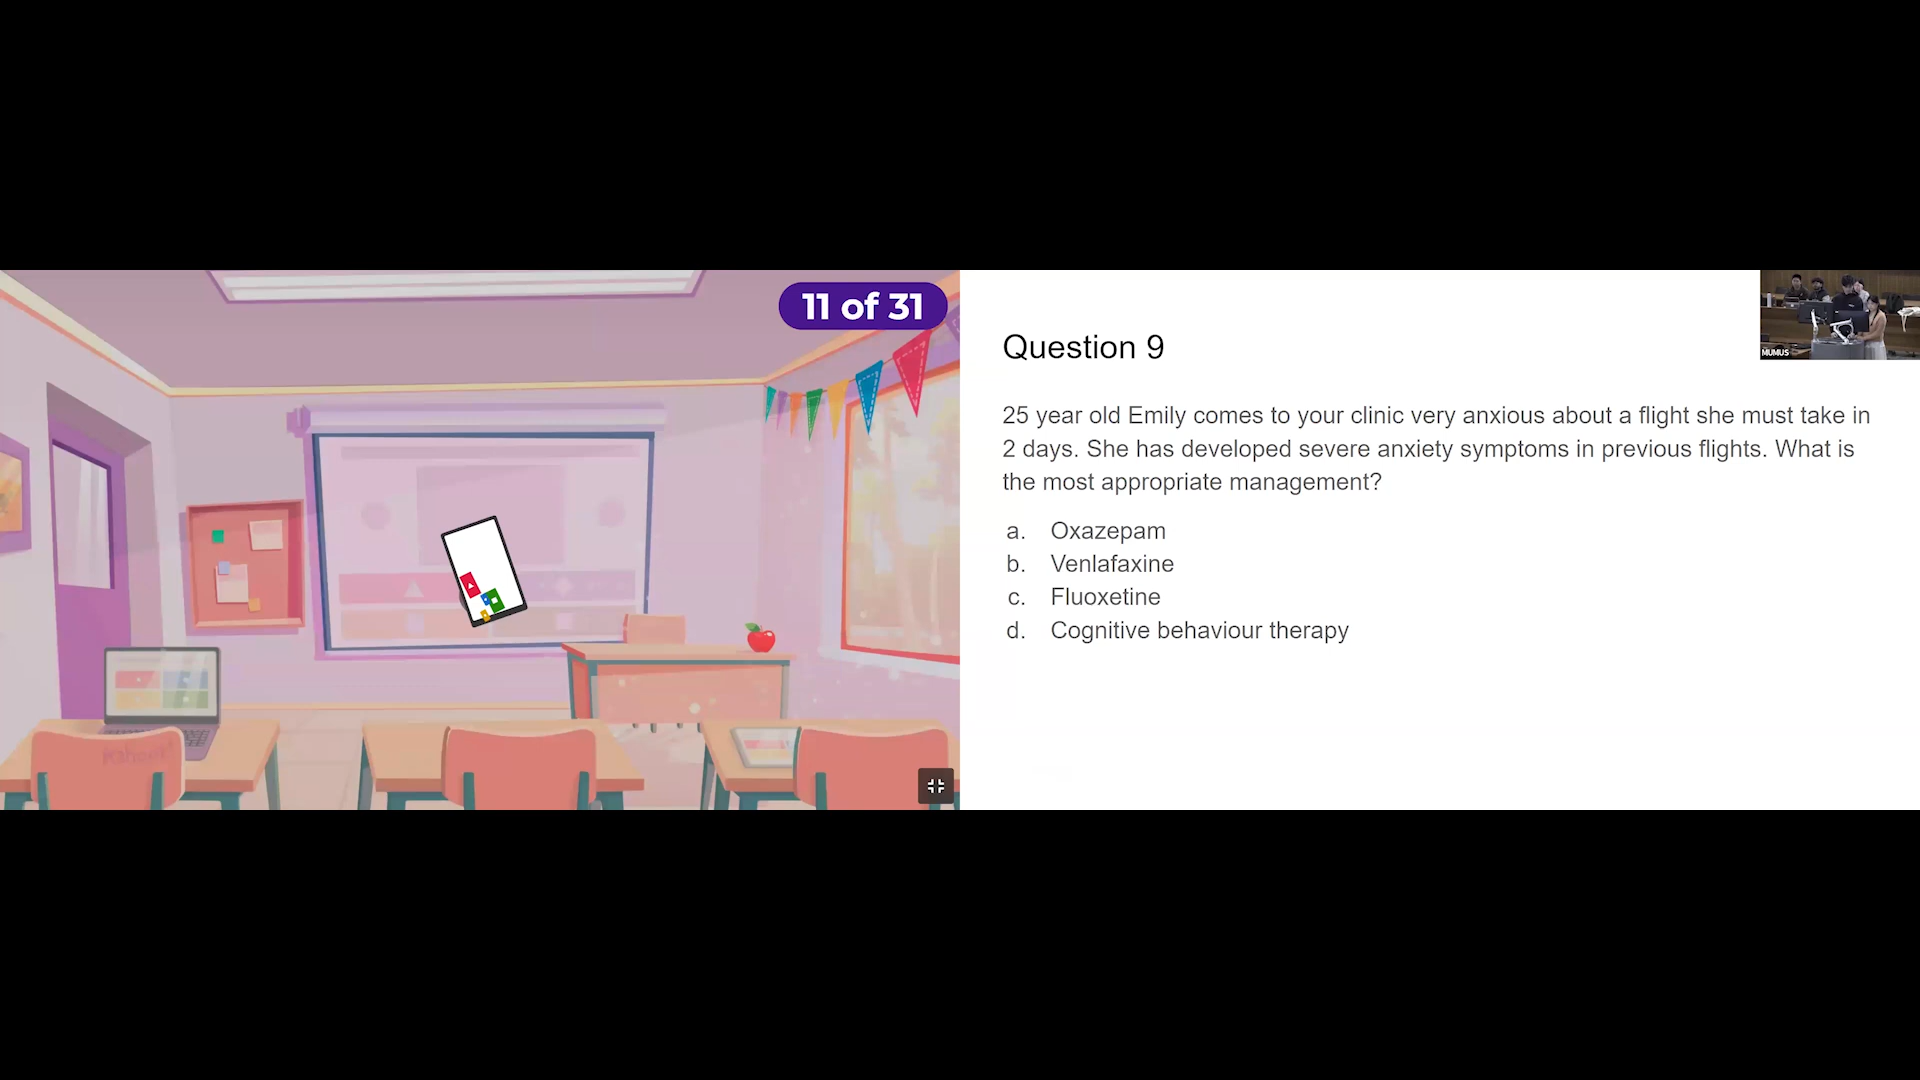 11 of 31
Question 9
MUMUS
25 year old Emily comes to your clinic very anxious about a flight she must take in
2 days. She has developed severe anxiety symptoms in previous flights. What is
the most appropriate management?
a. Oxazepam
b. Venlafaxine
c. Fluoxetine
d. Cognitive behaviour therapy
Kahoot!